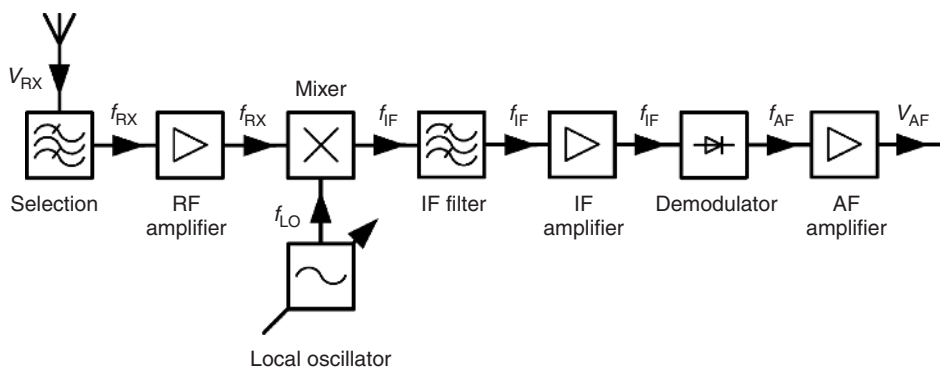 Mixer
V_RX
f_RX
f_RX
f_IF
f_IF
f_IF
f_AF
V_AF
Selection
RF
amplifier
f_LO
IF filter
IF
amplifier
Demodulator
AF
amplifier
Local oscillator